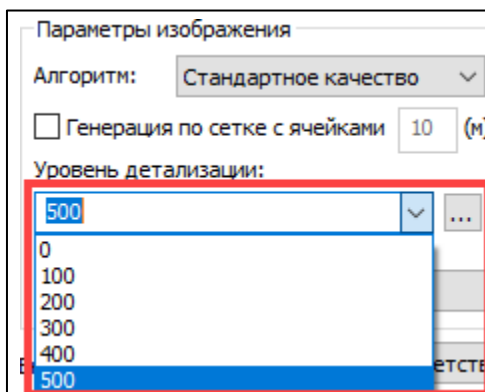 Параметры изображения
Алгоритм: Стандартное качество
Генерация по сетке с ячейками 10 (м)
Уровень детализации:
500 ...
0
100
200
300
400
500